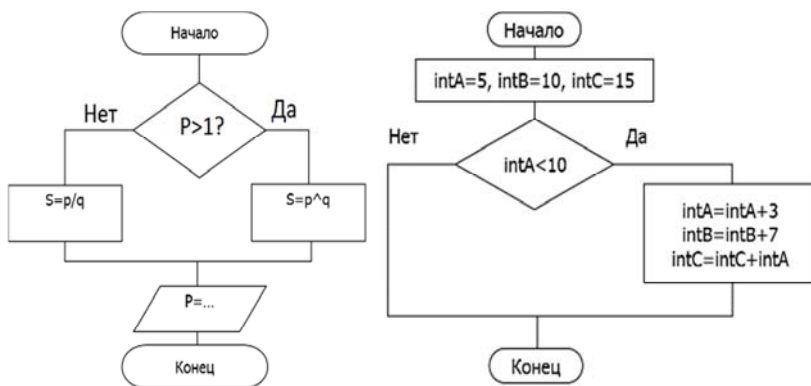 Начало
Нет
Да
P>1?
S=p/q
S=p^q
P=...
Конец
Начало
intA=5, intB=10, intC=15
Нет
Да
intA<10
intA=intA+3
intB=intB+7
intC=intC+intA
Конец